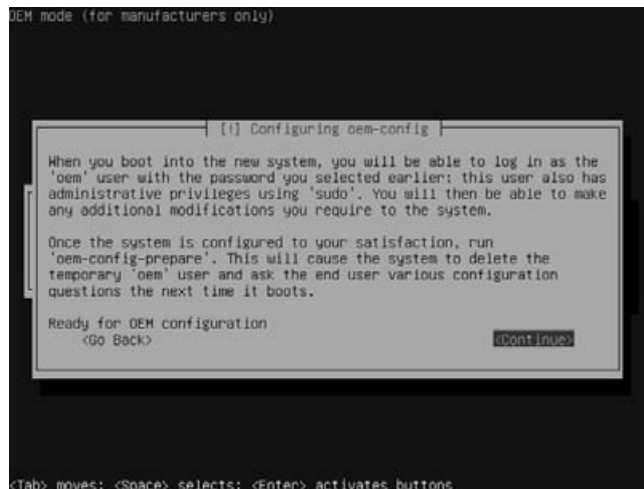 OEM mode (for manufacturers only)
[!] Configuring oem-config
When you boot into the new system, you will be able to log in as the
'oem' user with the password you selected earlier; this user also has
administrative privileges using 'sudo'. You will then be able to make
any additional modifications you require to the system.
Once the system is configured to your satisfaction, run
'oem-config-prepare'. This will cause the system to delete the
temporary 'oem' user and ask the end user various configuration
questions the next time it boots.
Ready for OEM configuration
<Go Back> <Continue>
<Tab> moves; <Space> selects; <Enter> activates buttons